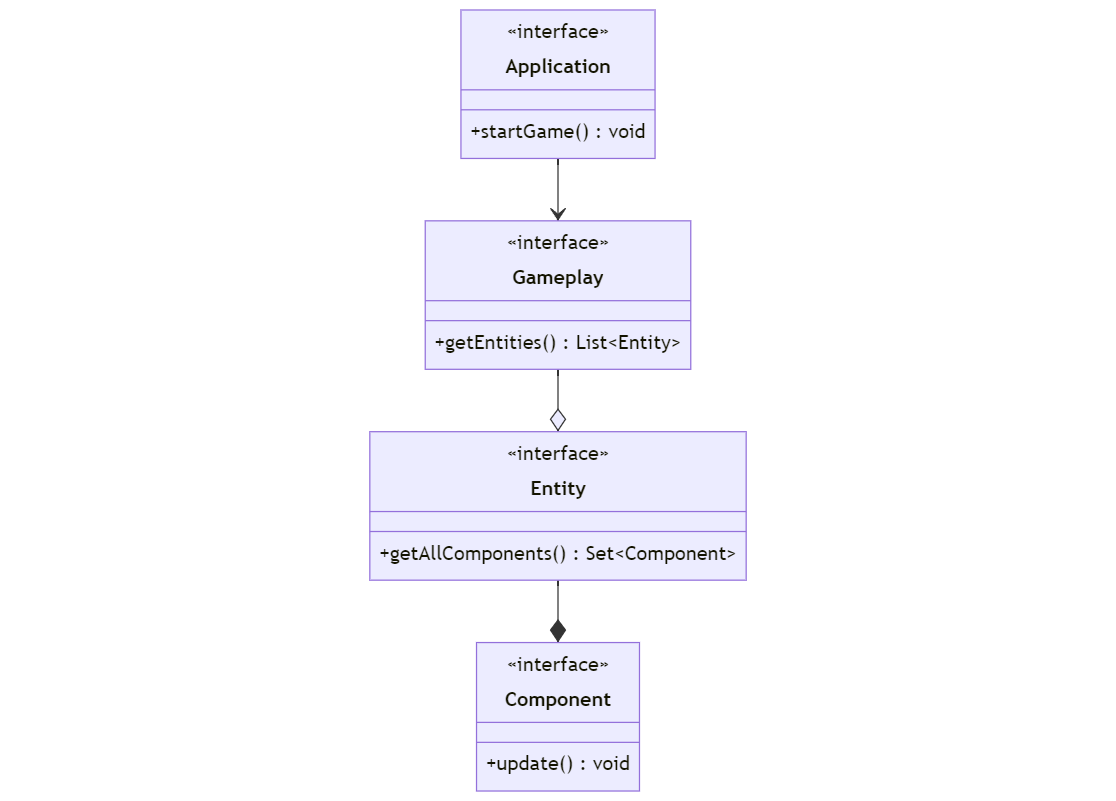 «interface»
Application
+startGame() : void
«interface»
Gameplay
+getEntities() : List<Entity>
«interface»
Entity
+getAllComponents() : Set<Component>
«interface»
Component
+update() : void